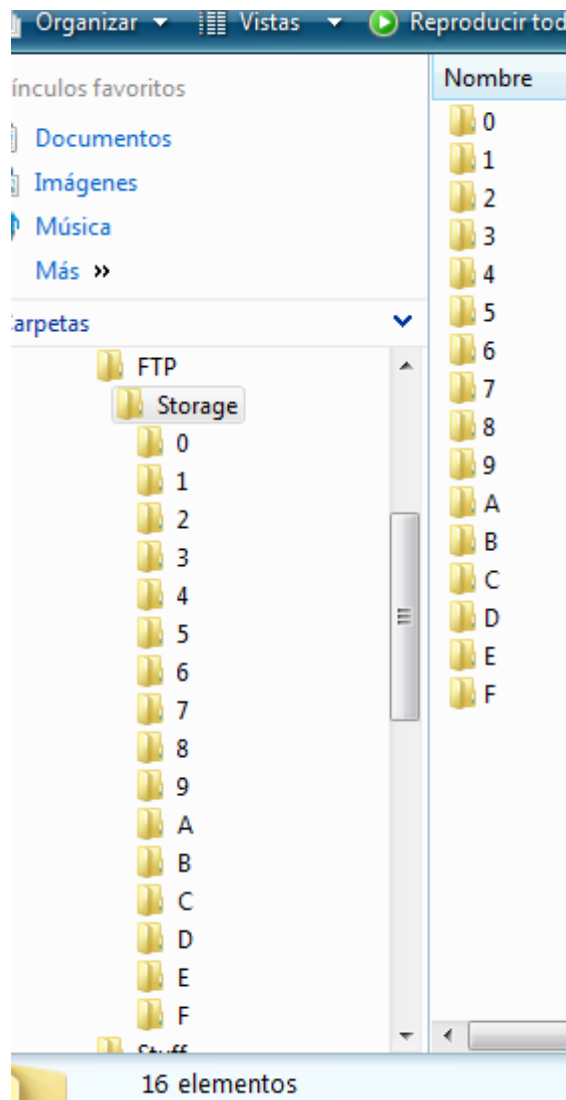 Organizar Vistas Reproducir tod
ínculos favoritos
Documentos
Imágenes
Música
Más »
arpetas
FTP
Storage
0
1
2
3
4
5
6
7
8
9
A
B
C
D
E
F
Nombre
0
1
2
3
4
5
6
7
8
9
A
B
C
D
E
F
16 elementos